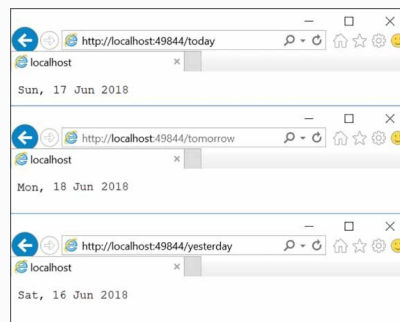 http://localhost:49844/today
localhost
Sun, 17 Jun 2018
http://localhost:49844/tomorrow
localhost
Mon, 18 Jun 2018
http://localhost:49844/yesterday
localhost
Sat, 16 Jun 2018